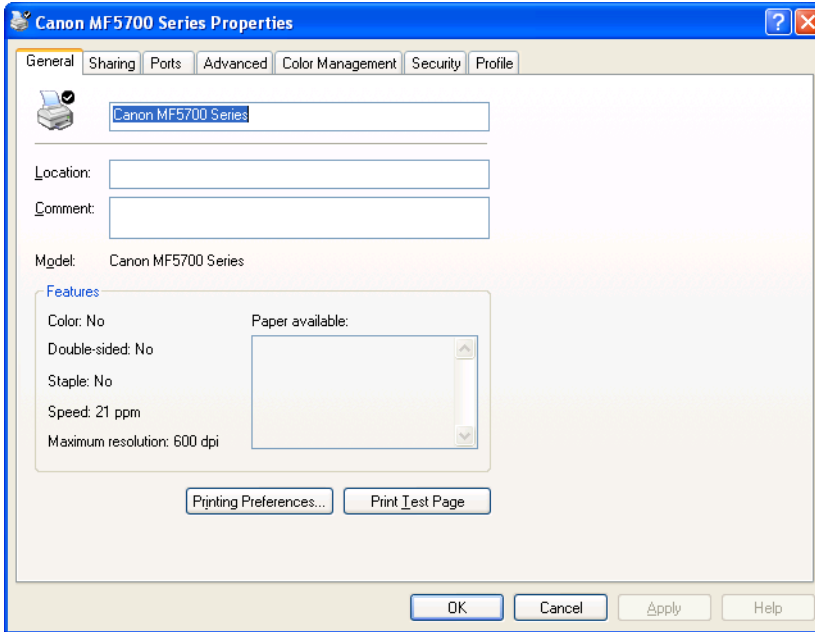 Canon MF5700 Series Properties
General Sharing Ports Advanced Color Management Security Profile
Canon MF5700 Series
Location:
Comment:
Model: Canon MF5700 Series
Features
Color: No Paper available:
Double-sided: No
Staple: No
Speed: 21 ppm
Maximum resolution: 600 dpi
Printing Preferences... Print Test Page
OK Cancel Apply Help